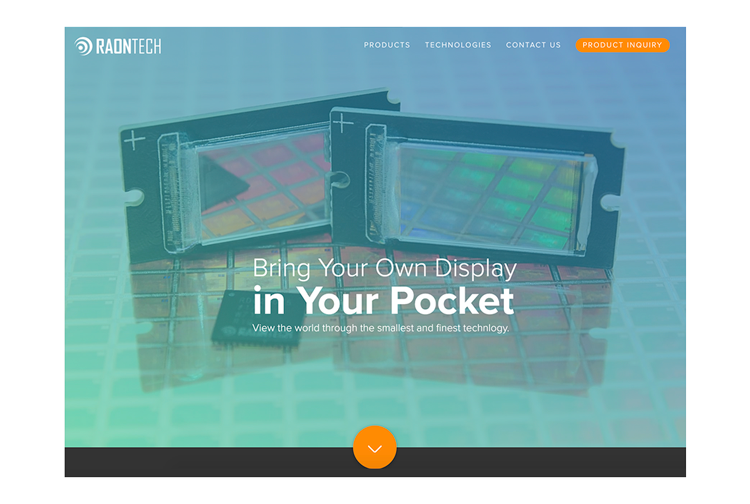 RAONTECH
PRODUCTS TECHNOLOGIES CONTACT US PRODUCT INQUIRY
Bring Your Own Display
in Your Pocket
View the world through the smallest and finest technlogy.